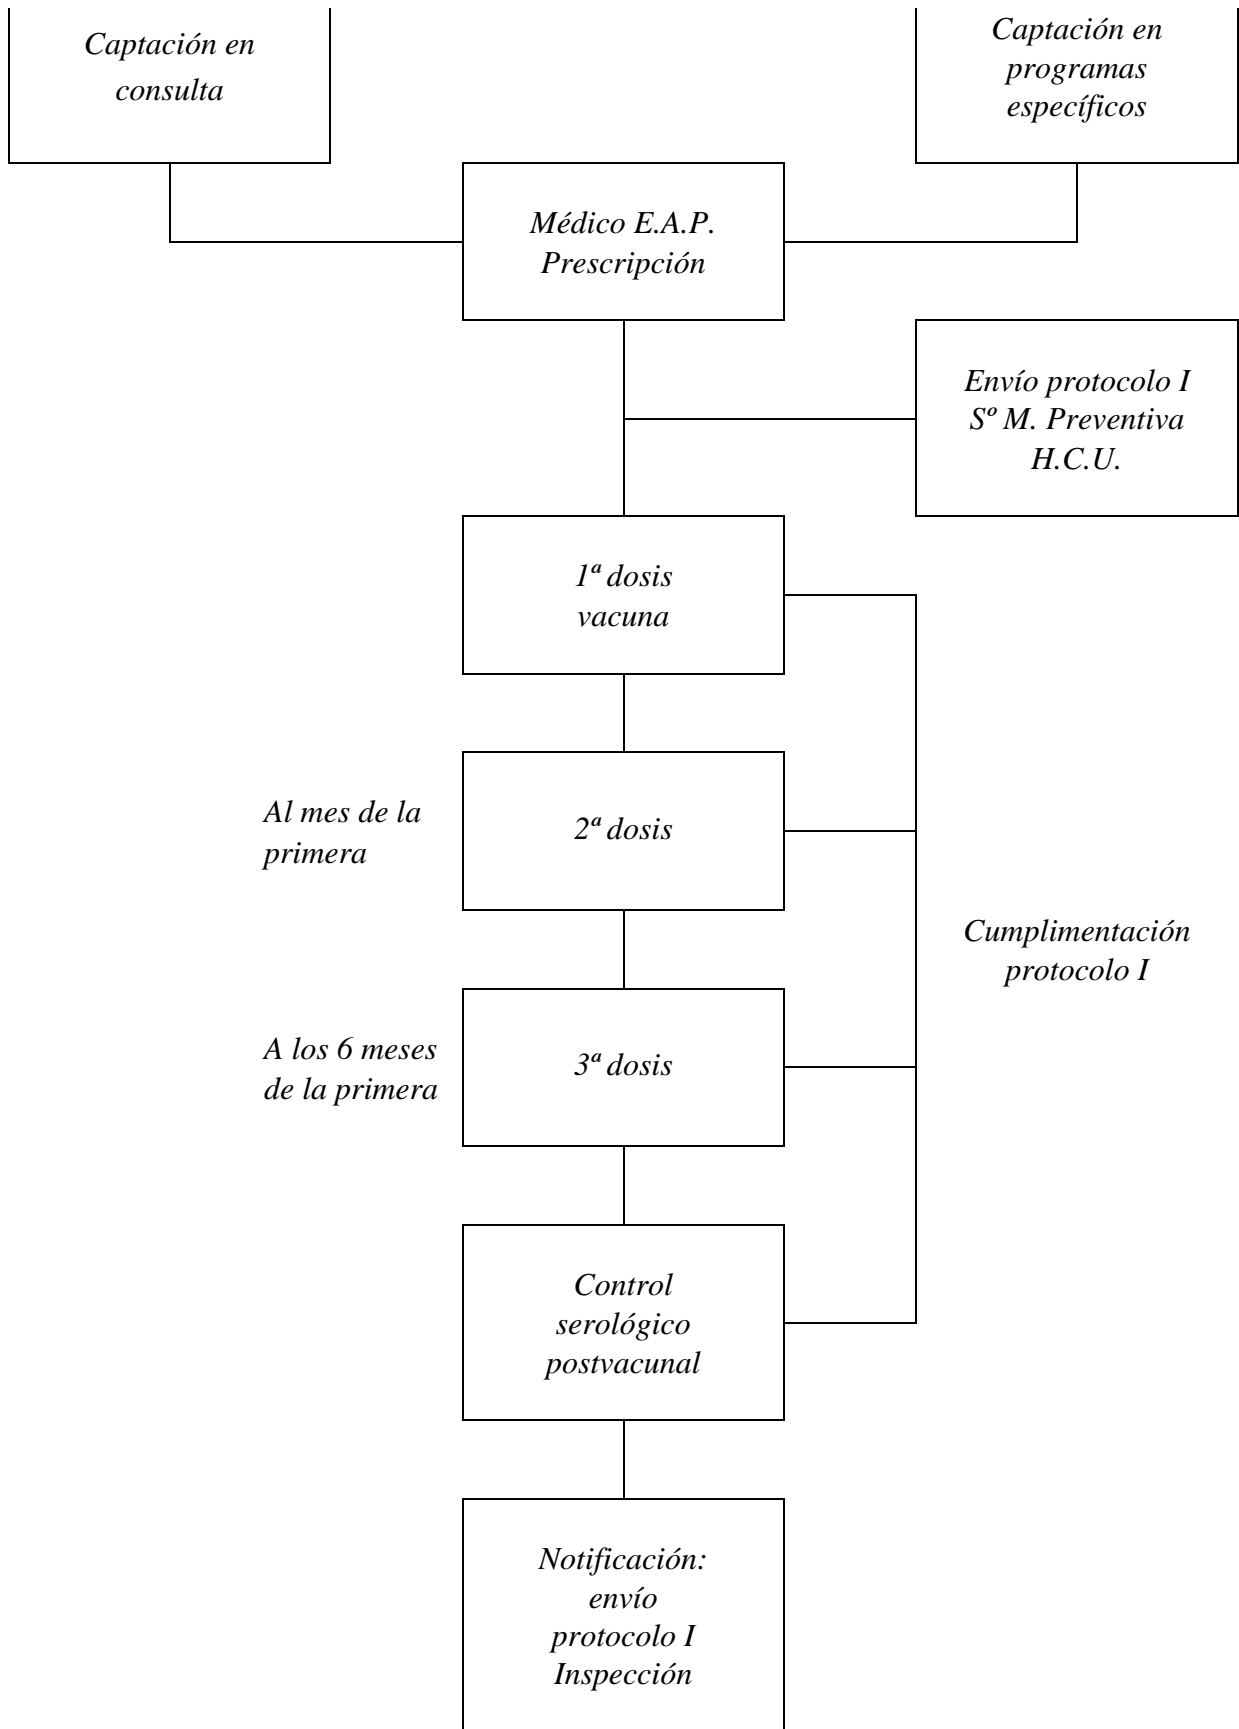 Captación en
consulta
Captación en
programas
específicos
Médico E.A.P.
Prescripción
Envío protocolo I
Sº M. Preventiva
H.C.U.
1ª dosis
vacuna
Al mes de la
primera
2ª dosis
Cumplimentación
protocolo I
A los 6 meses
de la primera
3ª dosis
Control
serológico
postvacunal
Notificación:
envío
protocolo I
Inspección